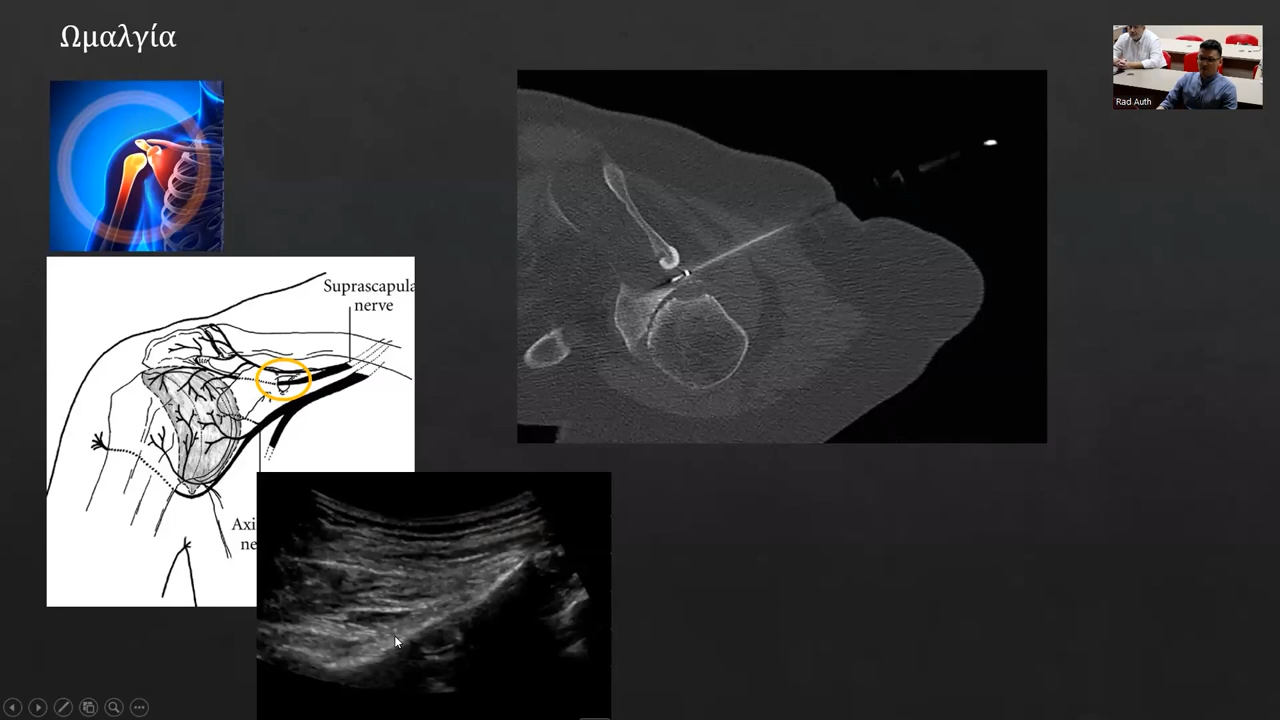 Ωμαλγία
Rad Auth
Suprascapula
nerve
Axi
ne